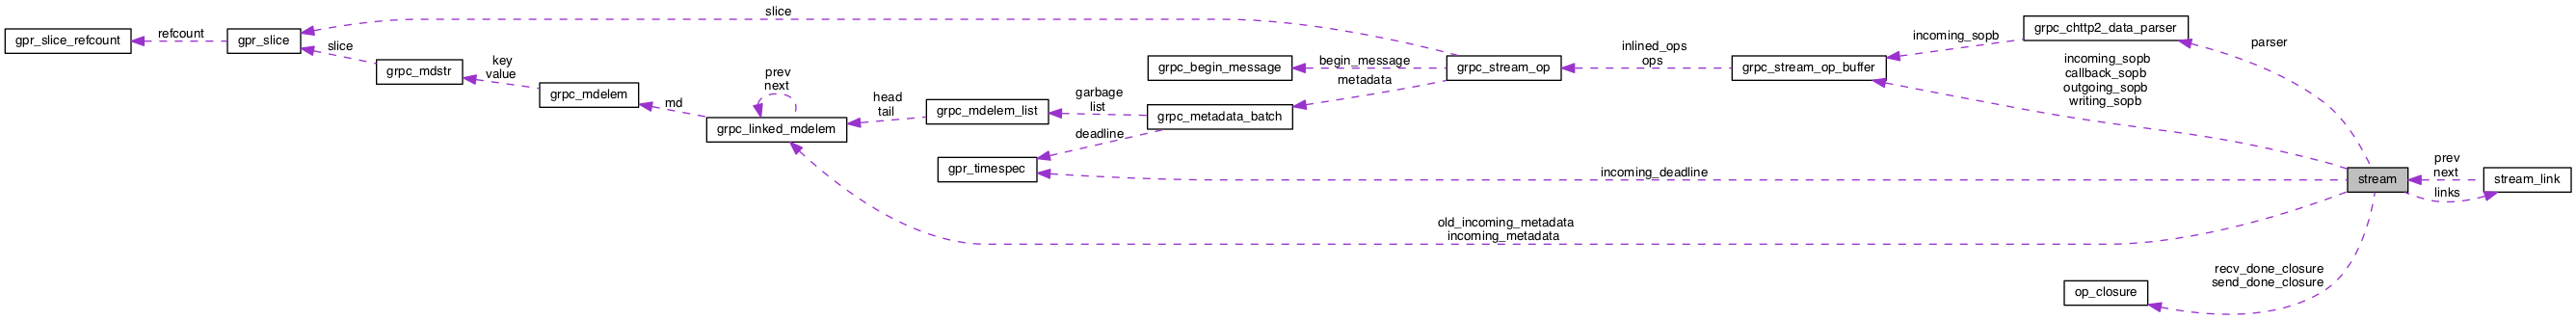 slice
gpr_slice_refcount
refcount
gpr_slice
slice
grpc_mdstr
key
value
grpc_mdelem
md
prev
next
grpc_linked_mdelem
head
tail
grpc_mdelem_list
garbage
list
deadline
gpr_timespec
grpc_begin_message
begin_message
metadata
grpc_metadata_batch
grpc_stream_op
inlined_ops
ops
grpc_stream_op_buffer
incoming_sopb
grpc_chttp2_data_parser
parser
incoming_sopb
callback_sopb
outgoing_sopb
writing_sopb
incoming_deadline
stream
prev
next
links
stream_link
old_incoming_metadata
incoming_metadata
recv_done_closure
send_done_closure
op_closure